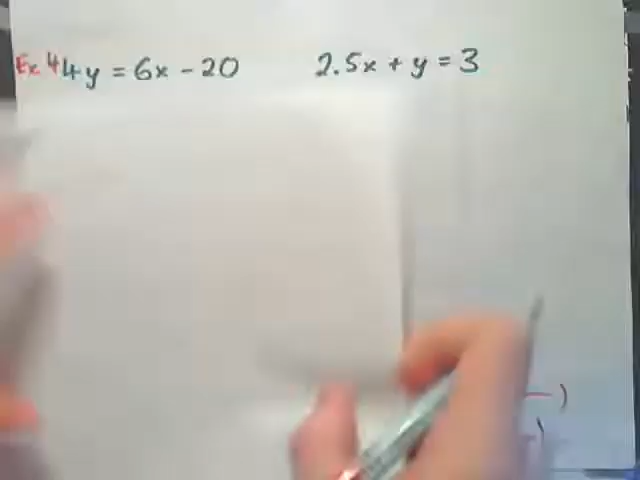 Ex 4 4y = 6x - 20 2.5x + y = 3